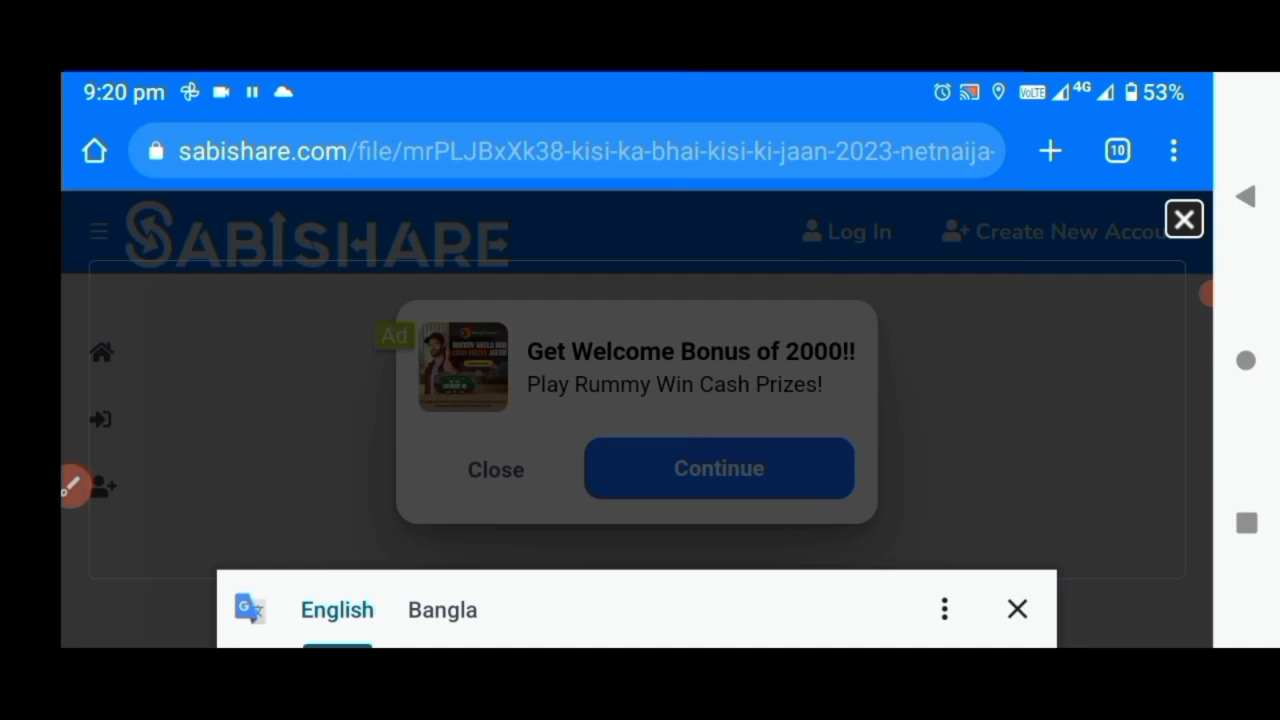 9:20 pm VoLTE 4G 53%
sabishare.com/file/mrPLJBxXk38-kisi-ka-bhai-kisi-ki-jaan-2023-netnaija- 10
SABISHARE Log In Create New Accou
Ad
Get Welcome Bonus of 2000!!
Play Rummy Win Cash Prizes!
Close Continue
English Bangla